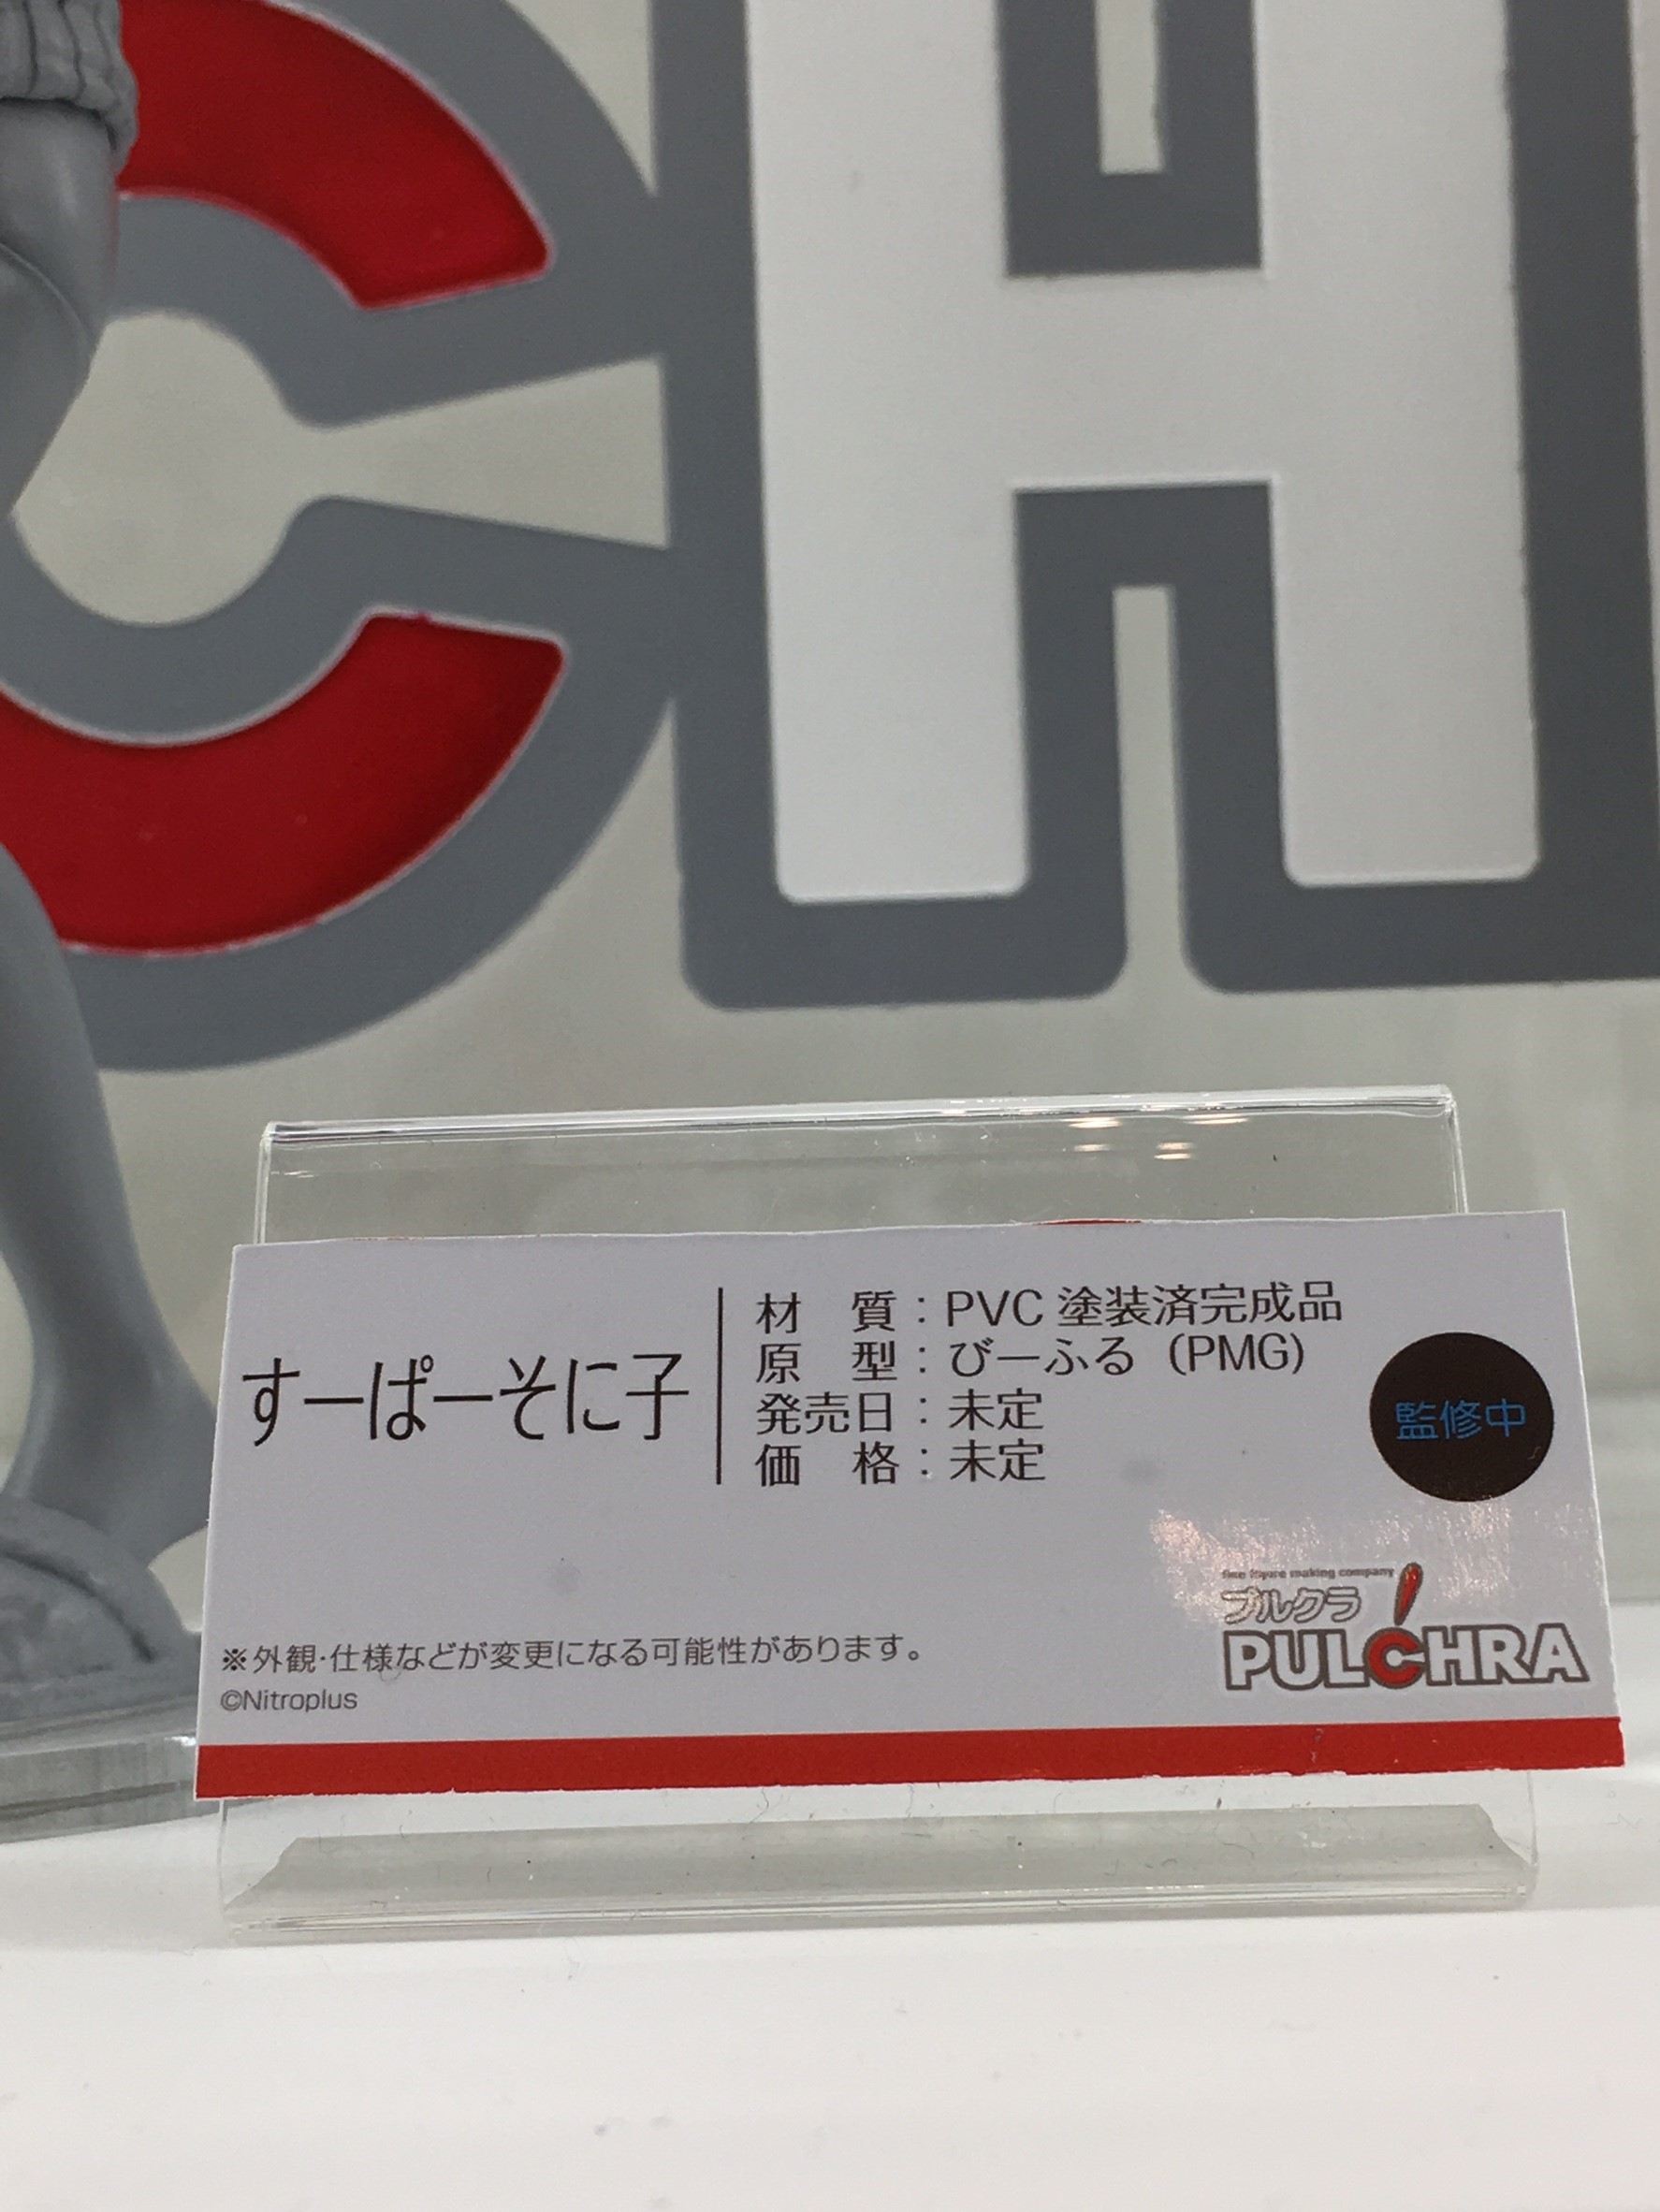 CH
すーぱーそに子
材　質：PVC 塗装済完成品
原　型：びーふる（PMG）
発売日：未定
価　格：未定
監修中
fine figure making company
プルクラ
PULCHRA
※外観・仕様などが変更になる可能性があります。
©Nitroplus